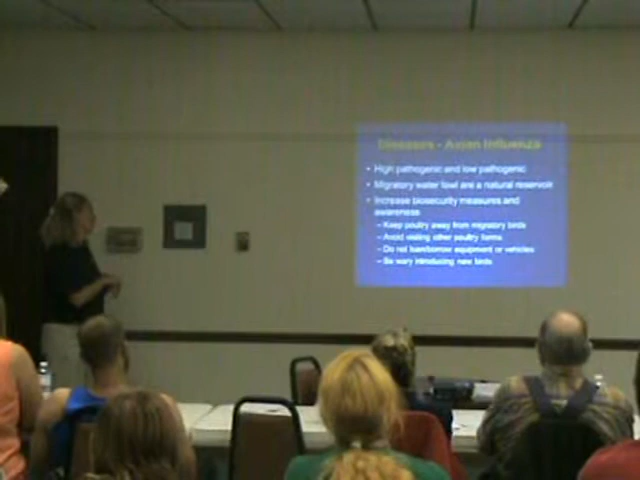 Diseases - Avian Influenza
• High pathogenic and low pathogenic
• Migratory water fowl are a natural reservoir
• Increase biosecurity measures and
awareness
– Keep poultry away from migratory birds
– Avoid visiting other poultry farms
– Do not share/borrow equipment or vehicles
– Be wary introducing new birds